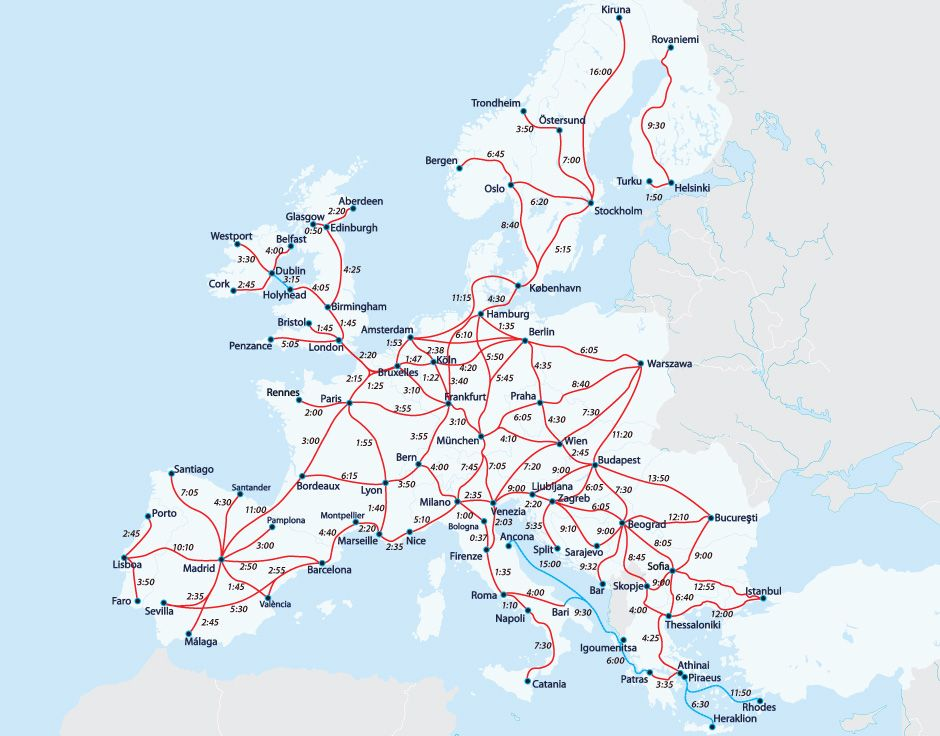 Kiruna
Rovaniemi
16:00
Trondheim
3:50
Östersund
9:30
Bergen
6:45
7:00
Oslo
6:20
Turku
Helsinki
1:50
Stockholm
8:40
5:15
Aberdeen
2:20
Glasgow
0:50
Edinburgh
Westport
Belfast
4:00
3:30
Dublin
3:15
4:25
Cork
2:45
Holyhead
4:05
Birmingham
København
11:15
4:30
Hamburg
Bristol
1:45
1:45
Penzance
5:05
London
Amsterdam
1:53
6:10
1:35
Berlin
2:20
1:47
2:38
Köln
4:20
5:50
6:05
Warszawa
2:15
1:25
Bruxelles
1:22
3:40
5:45
4:35
8:40
Rennes
2:00
Paris
3:10
Frankfurt
3:55
Praha
6:05
7:30
3:10
4:30
3:00
1:55
3:55
München
4:10
Wien
2:45
11:20
Bern
4:00
7:45
7:05
7:20
9:00
Budapest
Santiago
7:05
Santander
4:30
11:00
Bordeaux
6:15
Lyon
3:50
13:50
Milano
2:35
9:00
Ljubljana
2:20
Zagreb
6:05
6:05
7:30
Venezia
2:03
Porto
2:45
Pamplona
3:00
Montpellier
4:40
2:20
1:40
Marseille
2:35
5:10
Nice
1:00
Bologna
0:37
Ancona
5:35
9:10
Beograd
12:10
Bucureşti
Lisboa
10:10
Madrid
2:50
2:55
Barcelona
Firenze
15:00
Split
Sarajevo
9:32
8:45
8:05
9:00
Sofia
3:50
Faro
Sevilla
2:35
1:45
5:30
València
1:35
Bar
Skopje
9:00
12:55
Istanbul
Roma
4:00
1:10
Napoli
Bari
9:30
4:00
6:40
12:00
Thessaloniki
2:45
Málaga
7:30
Igoumenitsa
6:00
4:25
Catania
Patras
3:35
Athinai
Piraeus
11:50
Rhodes
6:30
Heraklion